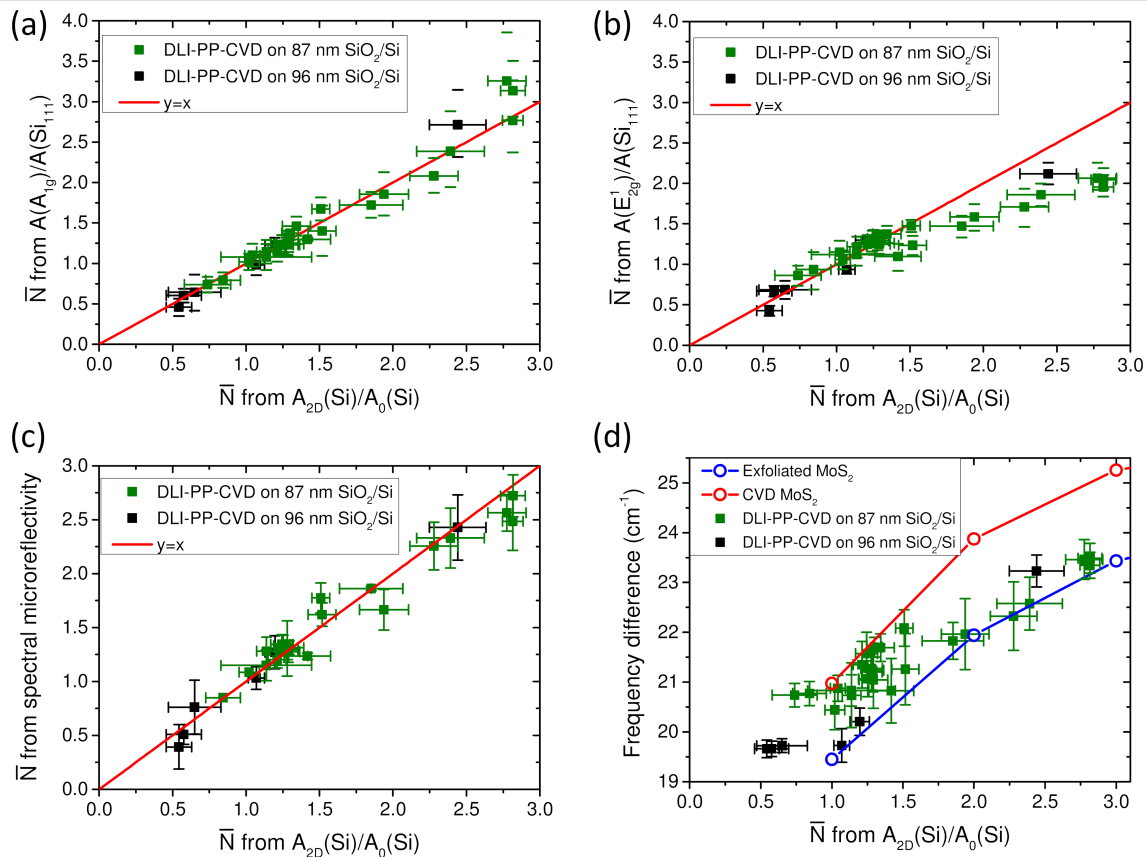 (a)
4.0
3.5
3.0
2.5
2.0
1.5
1.0
0.5
0.0
N̅ from A(A₁g)/A(Si₁₁₁)
DLI-PP-CVD on 87 nm SiO₂/Si
DLI-PP-CVD on 96 nm SiO₂/Si
y=x
0.0 0.5 1.0 1.5 2.0 2.5 3.0
N̅ from A₂D(Si)/A₀(Si)
(b)
4.0
3.5
3.0
2.5
2.0
1.5
1.0
0.5
0.0
N̅ from A(E¹₂g)/A(Si₁₁₁)
DLI-PP-CVD on 87 nm SiO₂/Si
DLI-PP-CVD on 96 nm SiO₂/Si
y=x
0.0 0.5 1.0 1.5 2.0 2.5 3.0
N̅ from A₂D(Si)/A₀(Si)
(c)
3.0
2.5
2.0
1.5
1.0
0.5
0.0
N̅ from spectral microreflectivity
DLI-PP-CVD on 87 nm SiO₂/Si
DLI-PP-CVD on 96 nm SiO₂/Si
y=x
0.0 0.5 1.0 1.5 2.0 2.5 3.0
N̅ from A₂D(Si)/A₀(Si)
(d)
25
24
23
22
21
20
19
Frequency difference (cm⁻¹)
Exfoliated MoS₂
CVD MoS₂
DLI-PP-CVD on 87 nm SiO₂/Si
DLI-PP-CVD on 96 nm SiO₂/Si
0.0 0.5 1.0 1.5 2.0 2.5 3.0
N̅ from A₂D(Si)/A₀(Si)